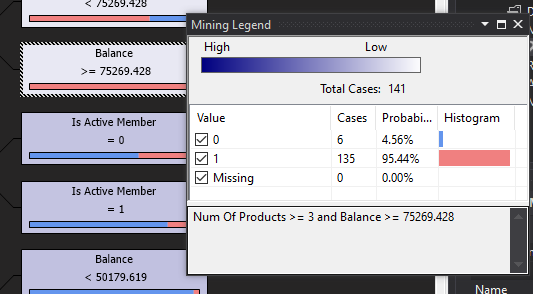 < 75269.428
Balance
>= 75269.428
Is Active Member
= 0
Is Active Member
= 1
Balance
< 50179.619
Mining Legend
High Low
Total Cases: 141
Value Cases Probabi... Histogram
0 6 4.56%
1 135 95.44%
Missing 0 0.00%
Num Of Products >= 3 and Balance >= 75269.428
Name